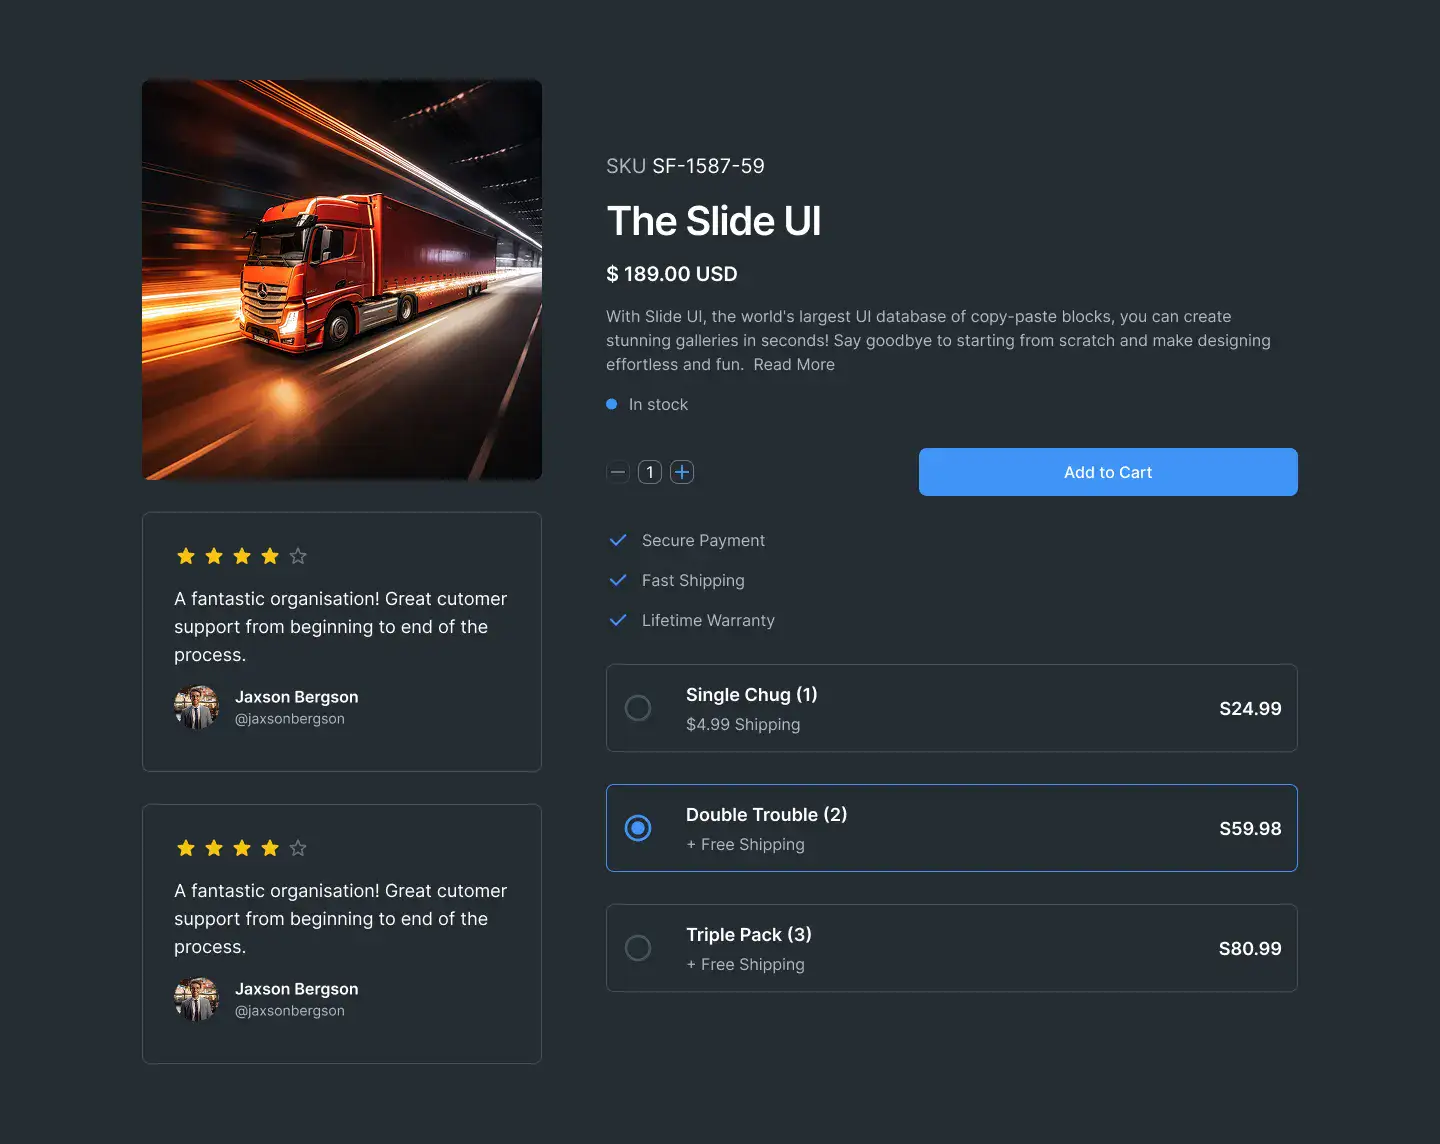 SKU SF-1587-59
The Slide UI
$ 189.00 USD
With Slide UI, the world's largest UI database of copy-paste blocks, you can create
stunning galleries in seconds! Say goodbye to starting from scratch and make designing
effortless and fun. Read More
In stock
1
Add to Cart
Secure Payment
Fast Shipping
Lifetime Warranty
Single Chug (1)
$4.99 Shipping
S24.99
Double Trouble (2)
+ Free Shipping
S59.98
Triple Pack (3)
+ Free Shipping
S80.99
A fantastic organisation! Great cutomer
support from beginning to end of the
process.
Jaxson Bergson
@jaxsonbergson
A fantastic organisation! Great cutomer
support from beginning to end of the
process.
Jaxson Bergson
@jaxsonbergson